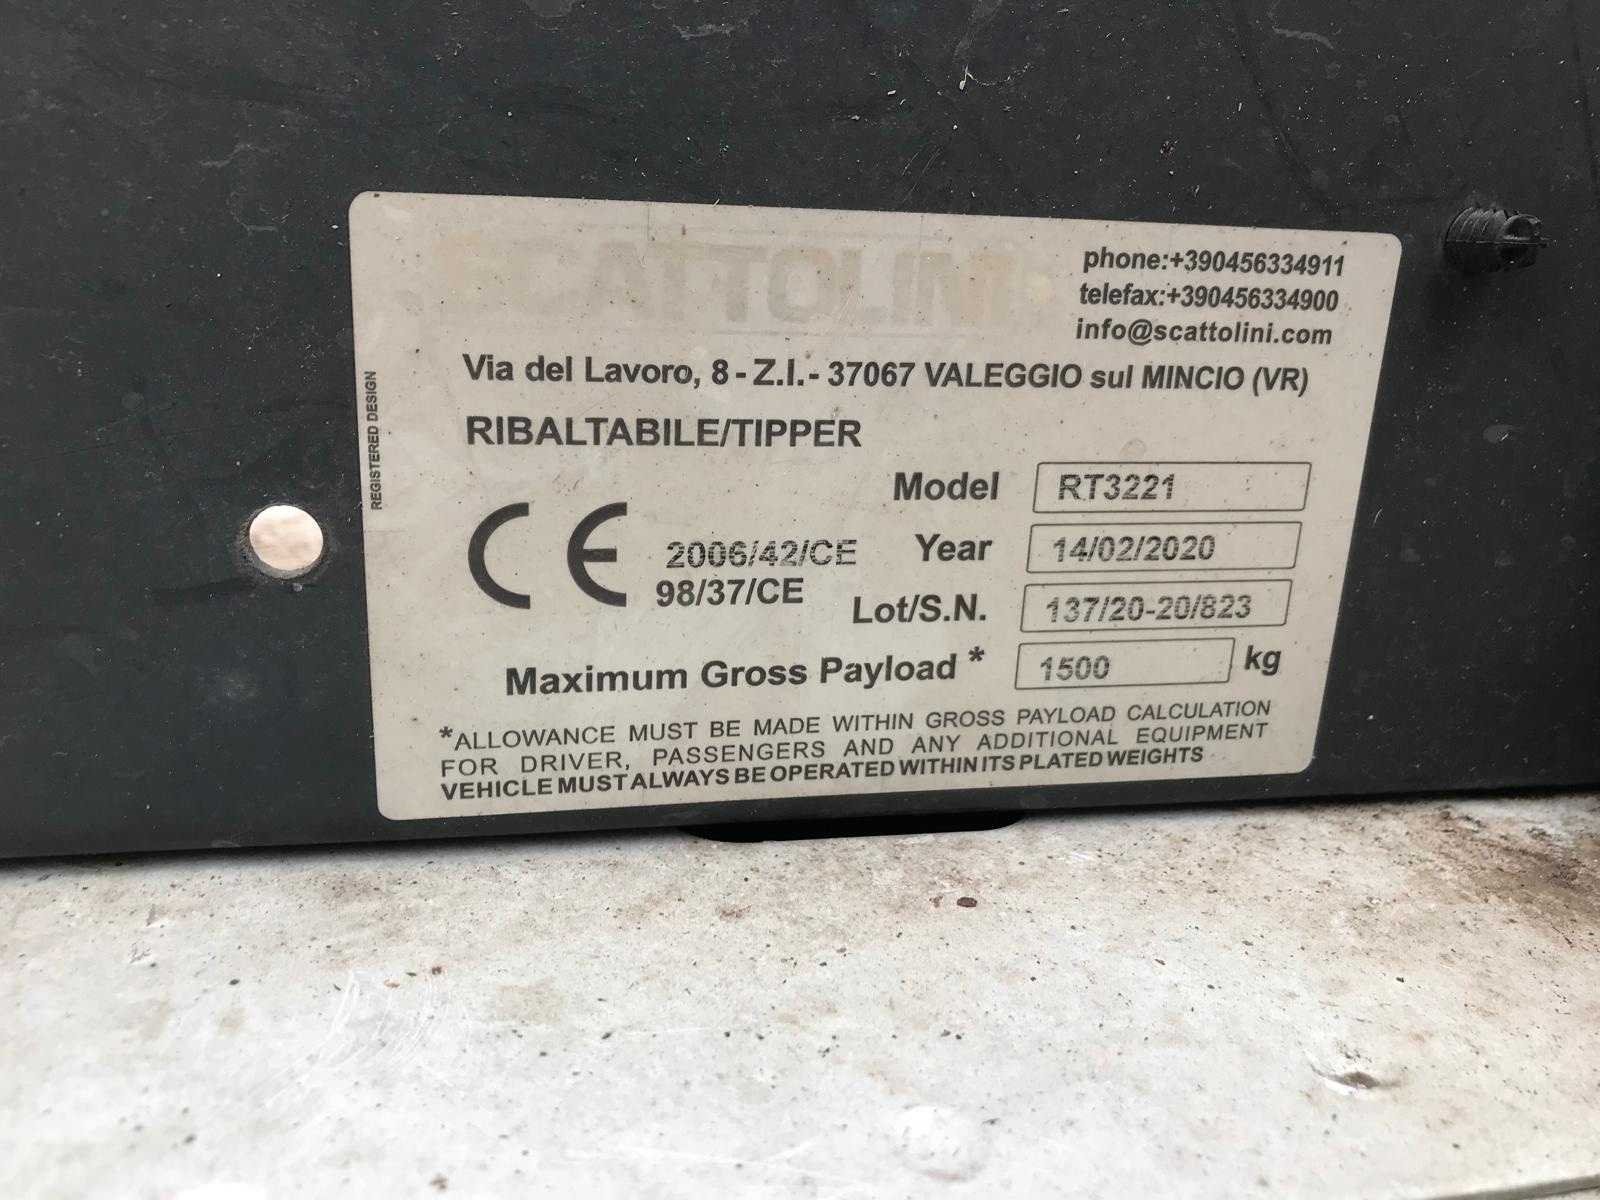 SCATTOLINI
phone:+390456334911
telefax:+390456334900
info@scattolini.com
Via del Lavoro, 8 - Z.I.- 37067 VALEGGIO sul MINCIO (VR)
REGISTERED DESIGN
RIBALTABILE/TIPPER
Model RT3221
CE 2006/42/CE Year 14/02/2020
98/37/CE Lot/S.N. 137/20-20/823
Maximum Gross Payload * 1500 kg
*ALLOWANCE MUST BE MADE WITHIN GROSS PAYLOAD CALCULATION
FOR DRIVER, PASSENGERS AND ANY ADDITIONAL EQUIPMENT
VEHICLE MUST ALWAYS BE OPERATED WITHIN ITS PLATED WEIGHTS